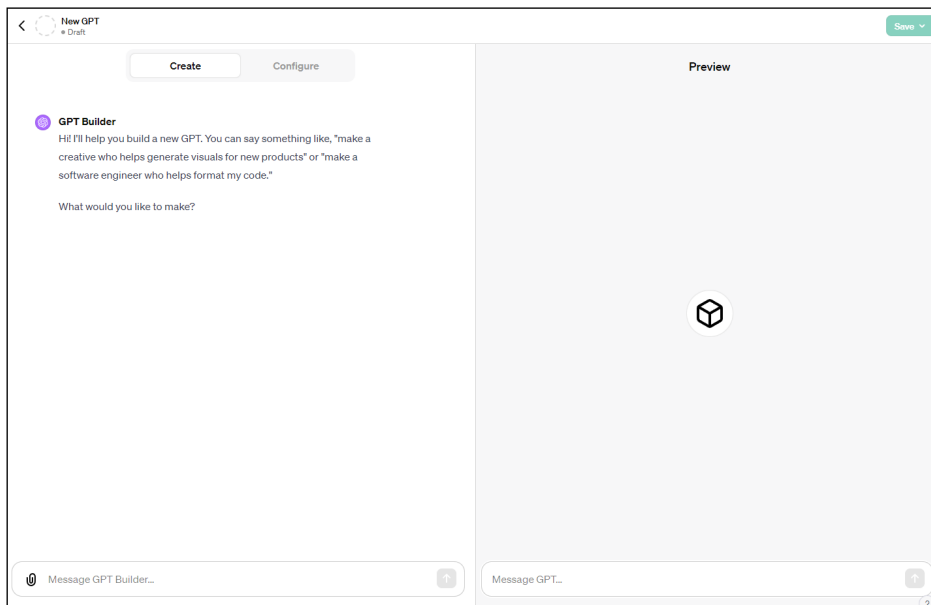 New GPT
Draft
Save
Create
Configure
Preview
GPT Builder
Hi! I'll help you build a new GPT. You can say something like, "make a
creative who helps generate visuals for new products" or "make a
software engineer who helps format my code."
What would you like to make?
Message GPT Builder...
Message GPT...
?